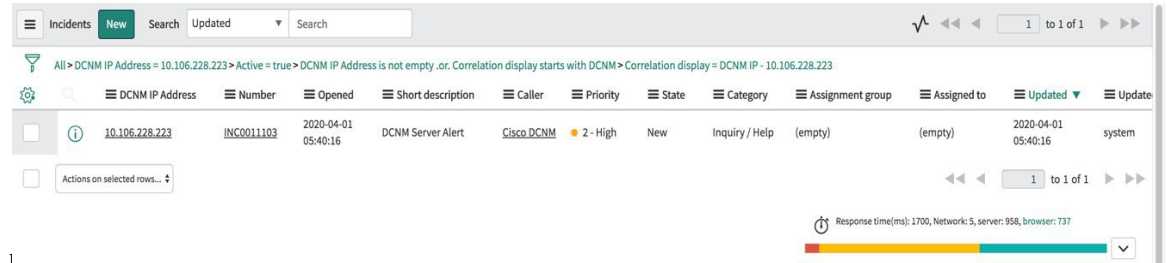 Incidents New Search Updated Search 1 to 1 of 1
All > DCNM IP Address = 10.106.228.223 > Active = true > DCNM IP Address is not empty .or. Correlation display starts with DCNM > Correlation display = DCNM IP - 10.106.228.223
DCNM IP Address Number Opened Short description Caller Priority State Category Assignment group Assigned to Updated Update
10.106.228.223 INC0011103 2020-04-01 05:40:16 DCNM Server Alert Cisco DCNM 2 - High New Inquiry / Help (empty) (empty) 2020-04-01 05:40:16 system
Actions on selected rows... 1 to 1 of 1
Response time(ms): 1700, Network: 5, server: 958, browser: 737